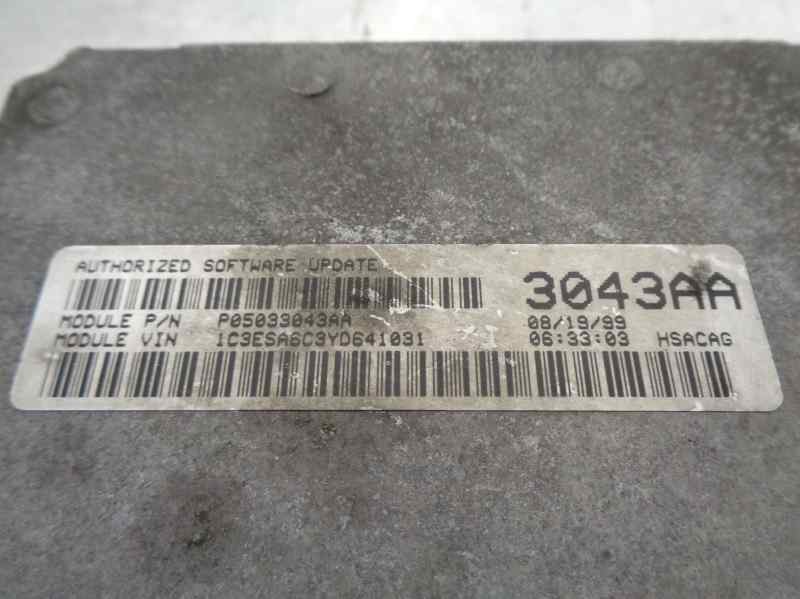 AUTHORIZED SOFTWARE UPDATE
3043AA
MODULE P/N P05033043AA 08/19/99
MODULE VIN 1C3ESA6C3YD641031 06:33:03 HSACAG